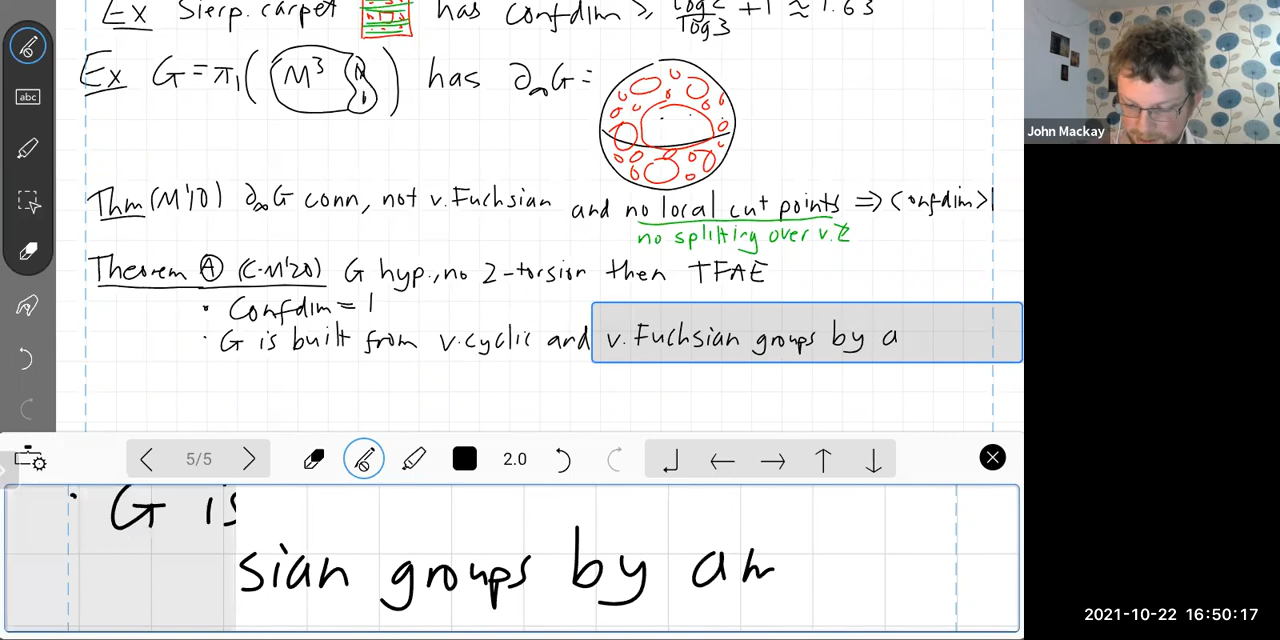 Ex Sierp. carpet has confdim ≥ log2/log3 + 1 ≈ 1.63
Ex G = π₁( M³ ) has ∂∞G =
Thm (M'10) ∂∞G conn, not v.Fuchsian and no local cut points ⇒ Confdim>1
no splitting over v.ℤ
Theorem Ⓐ (C-M'20) G hyp., no 2-torsion then TFAE
· Confdim = 1
· G is built from v.cyclic and v.Fuchsian groups by a
John Mackay
abc
5/5
2.0
· G is
sian groups by am
2021-10-22 16:50:17